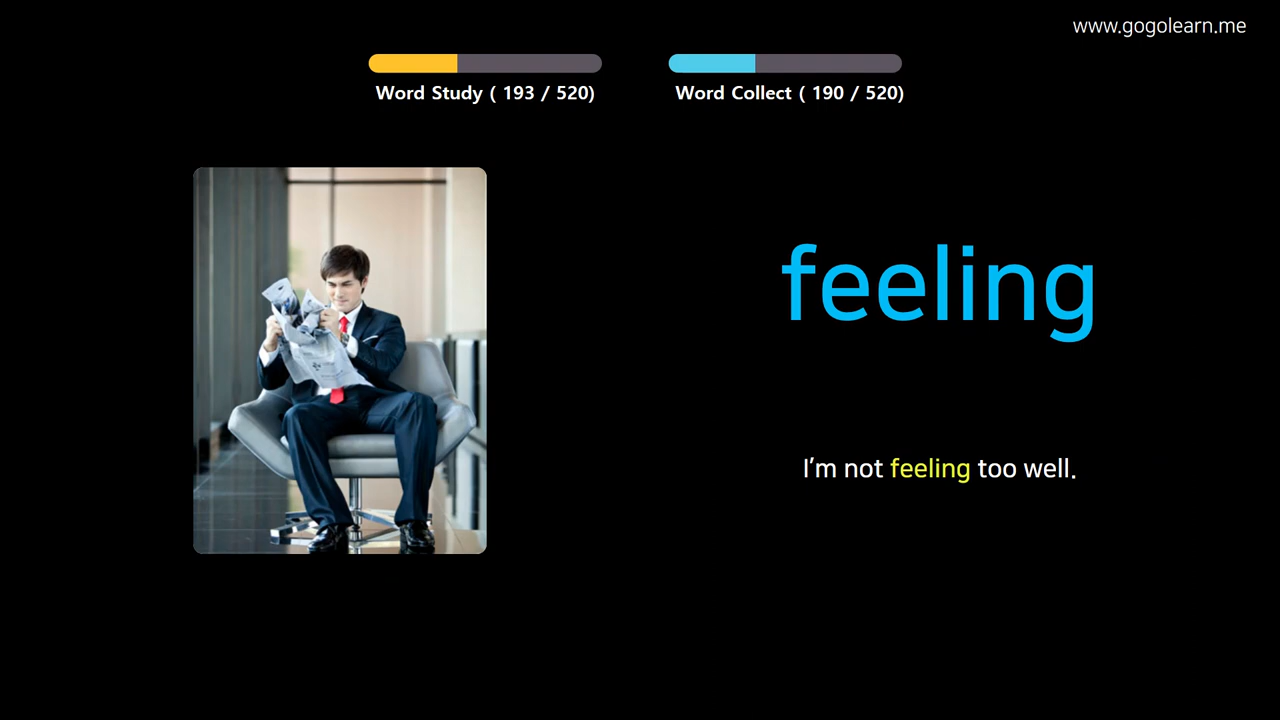 www.gogolearn.me
Word Study ( 193 / 520)
Word Collect ( 190 / 520)
feeling
I'm not feeling too well.